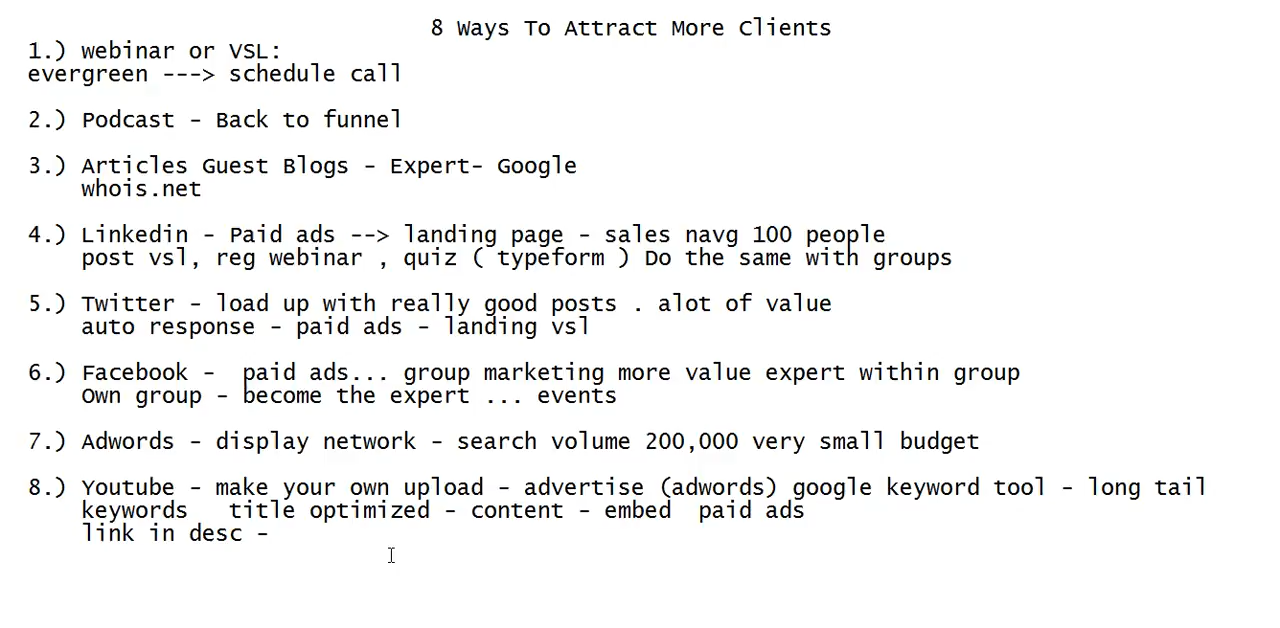 8 Ways To Attract More Clients
1.) webinar or VSL:
evergreen ---> schedule call
2.) Podcast - Back to funnel
3.) Articles Guest Blogs - Expert- Google
whois.net
4.) Linkedin - Paid ads --> landing page - sales navg 100 people
post vsl, reg webinar , quiz ( typeform ) Do the same with groups
5.) Twitter - load up with really good posts . alot of value
auto response - paid ads - landing vsl
6.) Facebook -  paid ads... group marketing more value expert within group
Own group - become the expert ... events
7.) Adwords - display network - search volume 200,000 very small budget
8.) Youtube - make your own upload - advertise (adwords) google keyword tool - long tail
keywords   title optimized - content - embed  paid ads
link in desc -